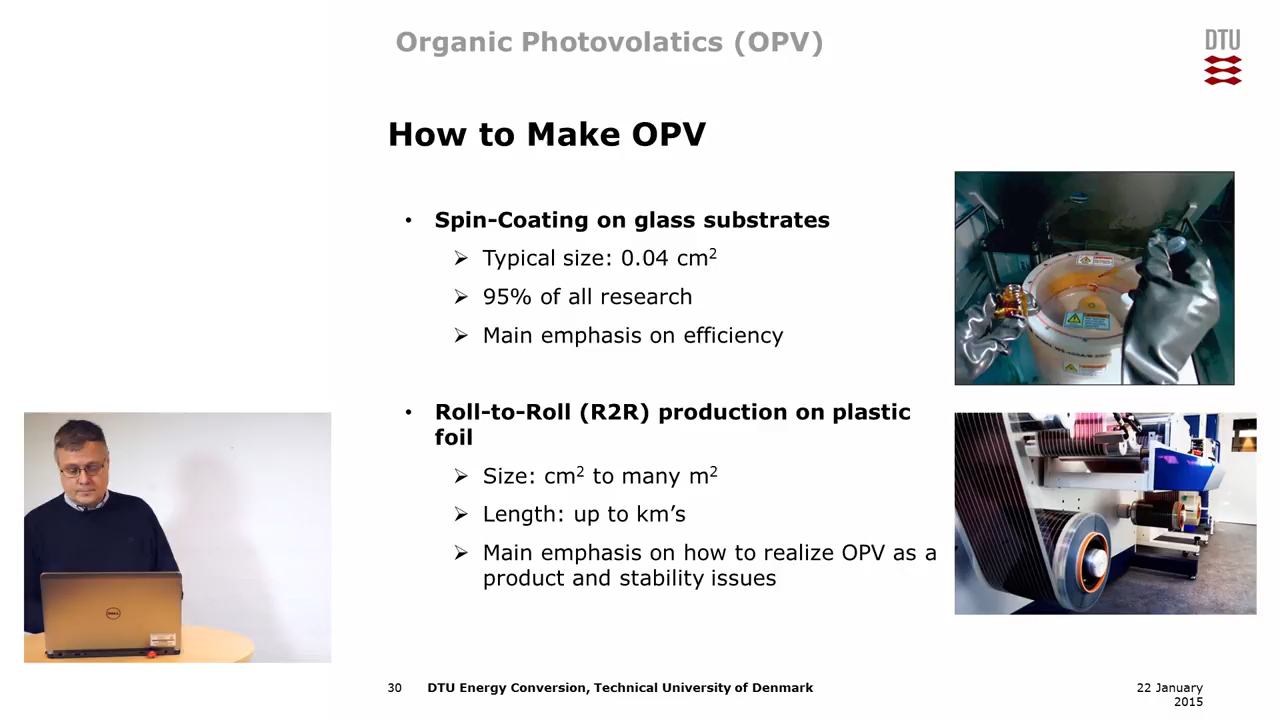 Organic Photovolatics (OPV)
DTU
How to Make OPV
• Spin-Coating on glass substrates
➢ Typical size: 0.04 cm²
➢ 95% of all research
➢ Main emphasis on efficiency
• Roll-to-Roll (R2R) production on plastic
foil
➢ Size: cm² to many m²
➢ Length: up to km’s
➢ Main emphasis on how to realize OPV as a
product and stability issues
DELL
30 DTU Energy Conversion, Technical University of Denmark
22 January
2015